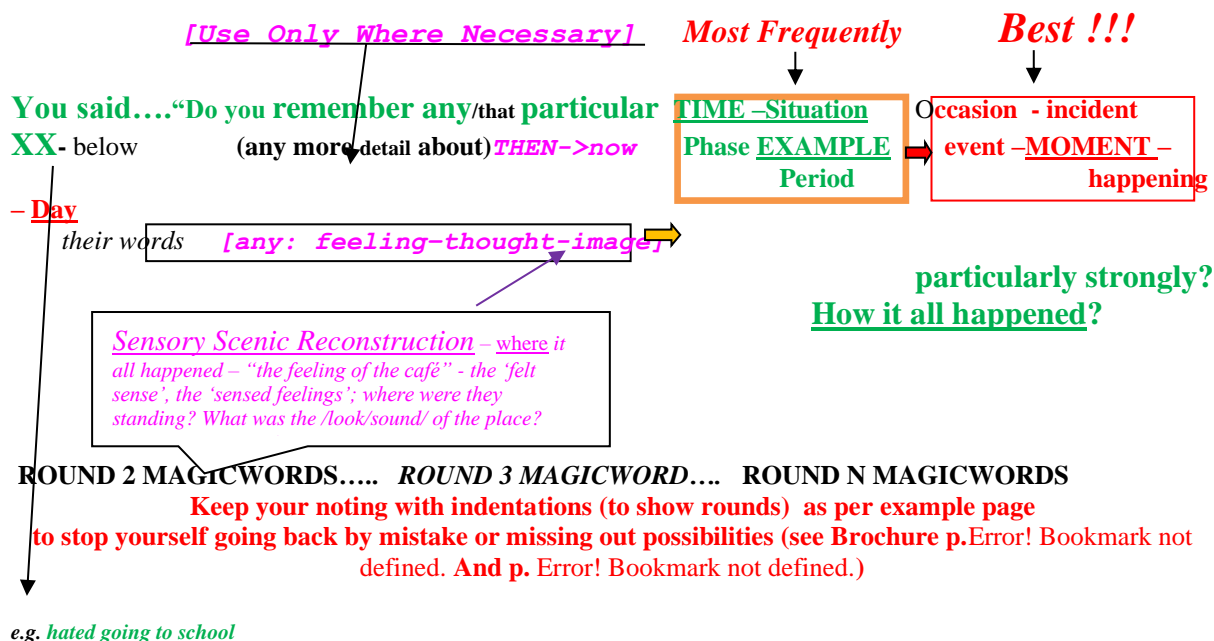 [Use Only Where Necessary] Most Frequently Best !!!
You said….“Do you remember any/that particular TIME –Situation Occasion - incident
XX- below (any more detail about) THEN->now Phase EXAMPLE event –MOMENT –
Period happening
– Day
their words [any: feeling-thought-image]
particularly strongly?
How it all happened?
Sensory Scenic Reconstruction – where it
all happened – “the feeling of the café” - the ‘felt
sense’, the ‘sensed feelings’; where were they
standing? What was the /look/sound/ of the place?
ROUND 2 MAGICWORDS….. ROUND 3 MAGICWORD…. ROUND N MAGICWORDS
Keep your noting with indentations (to show rounds) as per example page
to stop yourself going back by mistake or missing out possibilities (see Brochure p.Error! Bookmark not
defined. And p. Error! Bookmark not defined.)
e.g. hated going to school